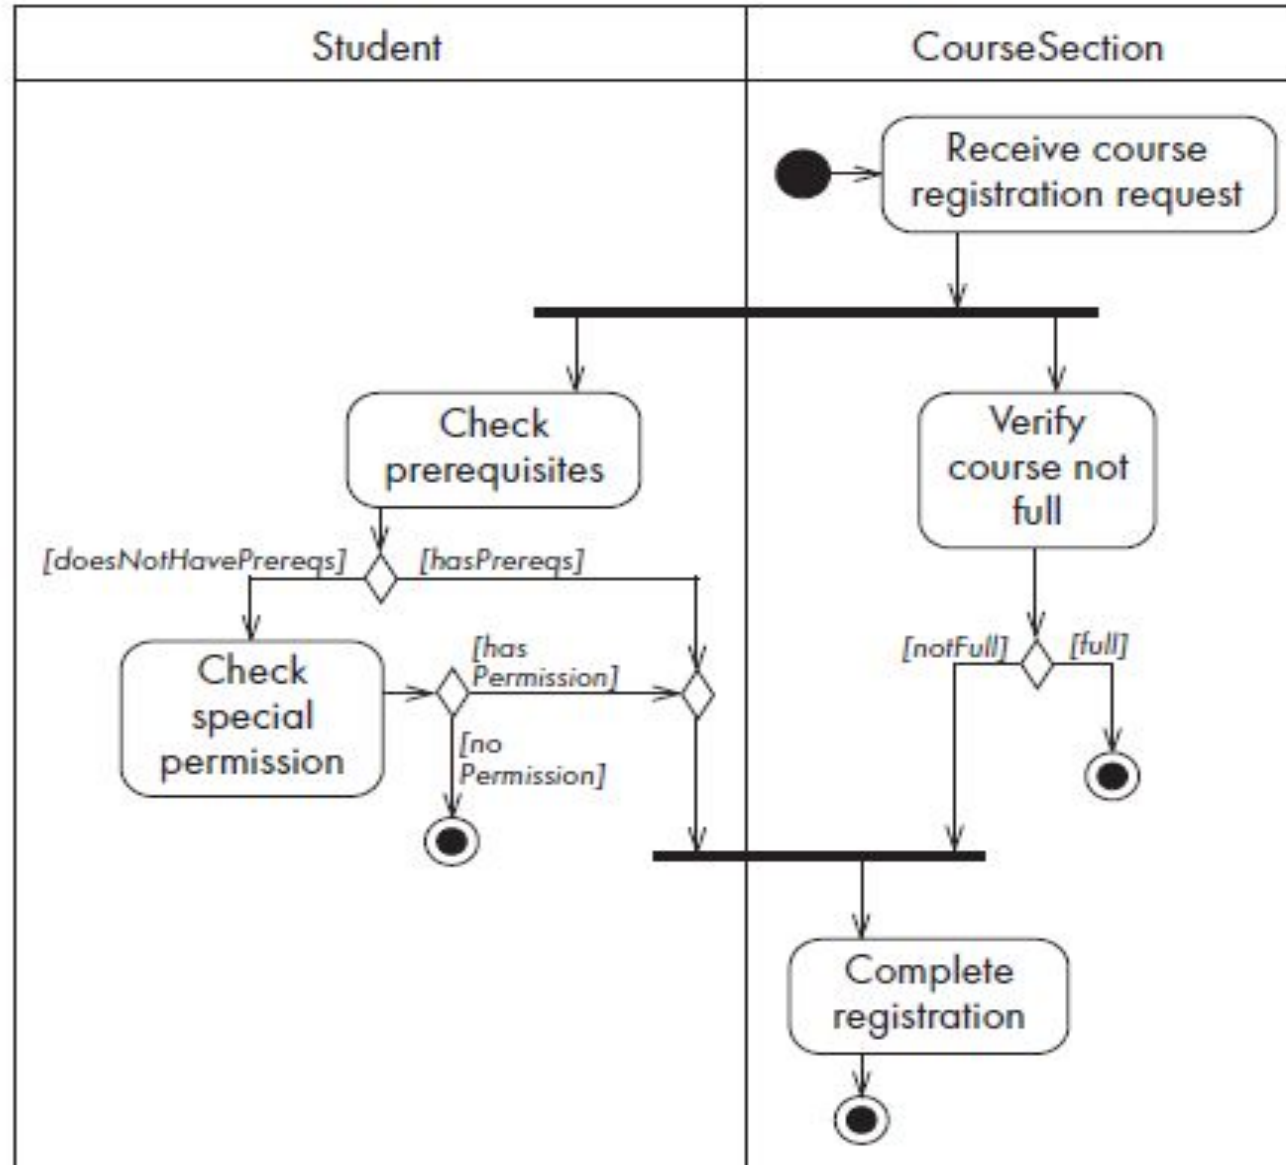 Student
CourseSection
Receive course
registration request
Check
prerequisites
Verify
course not
full
[doesNotHavePrereqs]
[hasPrereqs]
[notFull]
[full]
Check
special
permission
[has
Permission]
[no
Permission]
Complete
registration